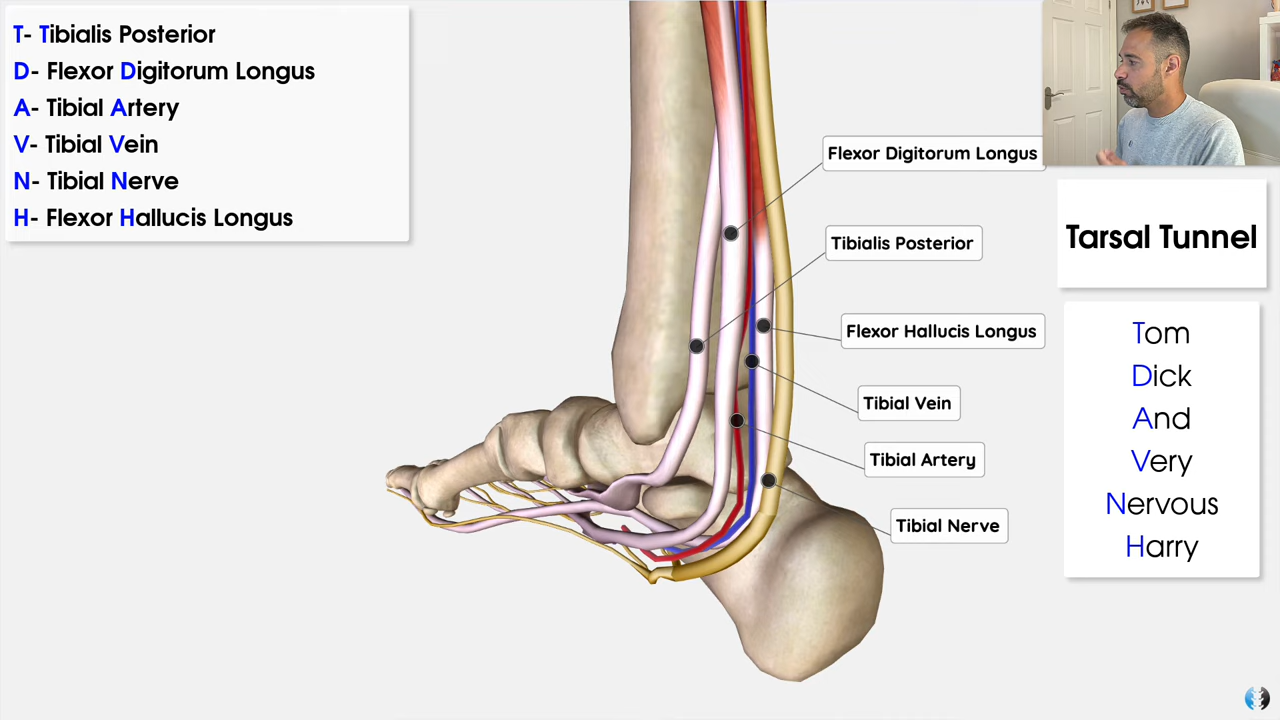 T- Tibialis Posterior
D- Flexor Digitorum Longus
A- Tibial Artery
V- Tibial Vein
N- Tibial Nerve
H- Flexor Hallucis Longus
Flexor Digitorum Longus
Tibialis Posterior
Flexor Hallucis Longus
Tibial Vein
Tibial Artery
Tibial Nerve
Tarsal Tunnel
Tom
Dick
And
Very
Nervous
Harry